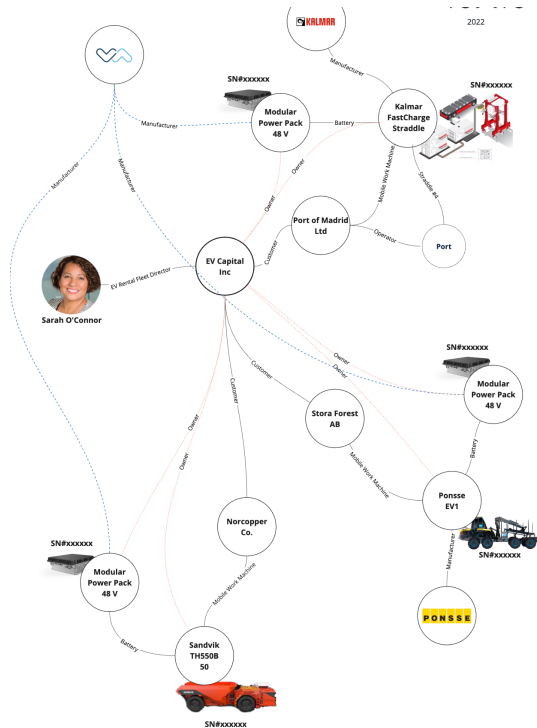 2022
KALMAR
SN#xxxxxx
SN#xxxxxx
Manufacturer
Modular
Power Pack
48 V
Battery
Kalmar
FastCharge
Straddle
Manufacturer
Manufacturer
Manufacturer
Owner
Owner
Mobile Work Machine
Straddle #4
Port of Madrid
Ltd
Operator
Port
Customer
EV Capital
Inc
EV Rental Fleet Director
Sarah O'Connor
SN#xxxxxx
Owner
Owner
Modular
Power Pack
48 V
Customer
Customer
Stora Forest
AB
Owner
Owner
Battery
Mobile Work Machine
Ponsse
EV1
Norcopper
Co.
SN#xxxxxx
SN#xxxxxx
Manufacturer
Modular
Power Pack
48 V
Mobile Work Machine
PONSSE
Battery
Sandvik
TH550B
50
SN#xxxxxx